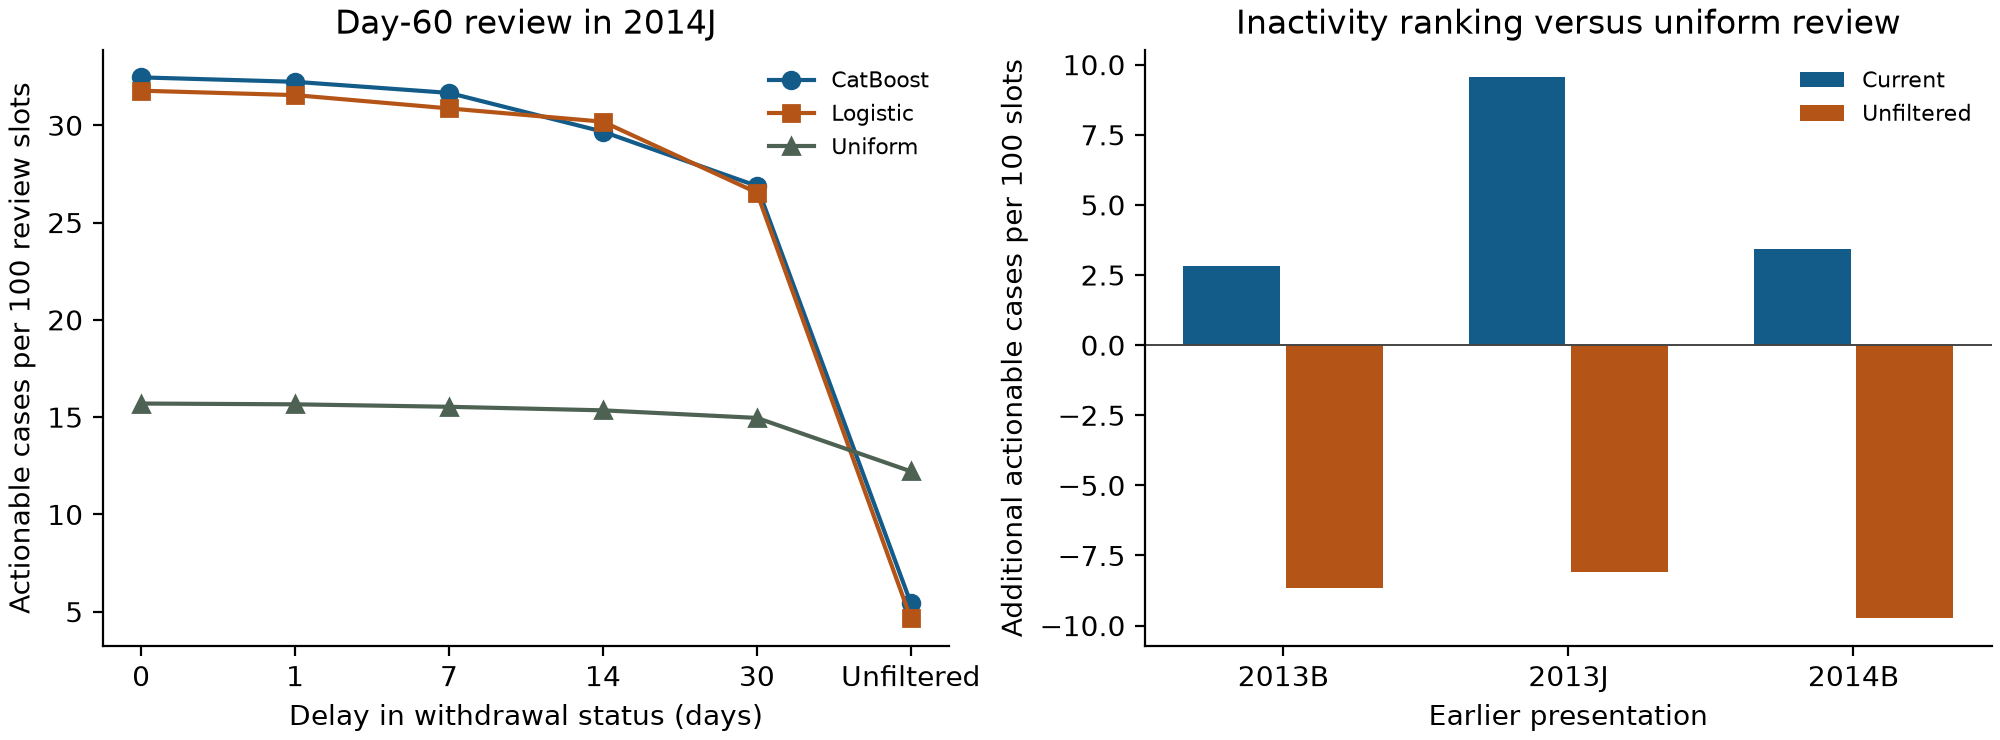 Day-60 review in 2014J
Actionable cases per 100 review slots
30
25
20
15
10
5
CatBoost
Logistic
Uniform
0
1
7
14
30
Unfiltered
Delay in withdrawal status (days)
Inactivity ranking versus uniform review
Additional actionable cases per 100 slots
10.0
7.5
5.0
2.5
0.0
−2.5
−5.0
−7.5
−10.0
Current
Unfiltered
2013B
2013J
2014B
Earlier presentation